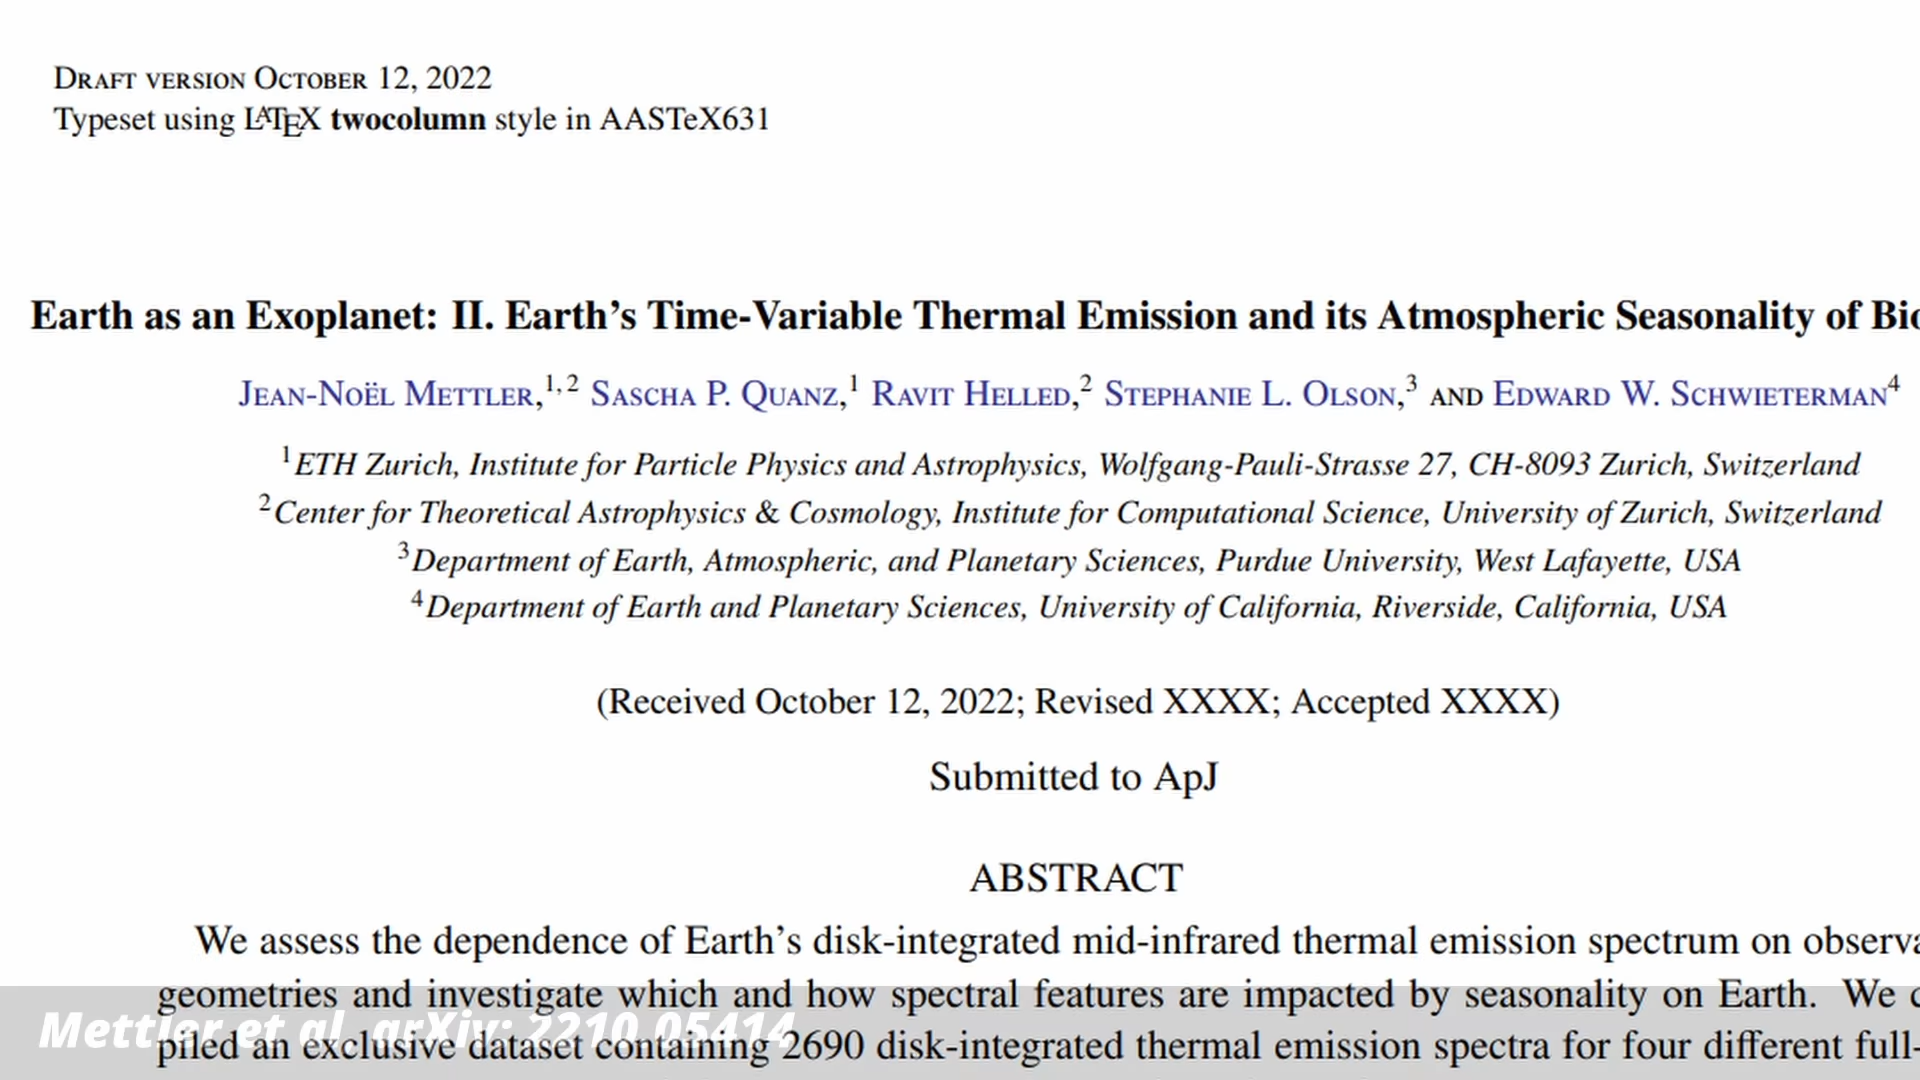 DRAFT VERSION OCTOBER 12, 2022
Typeset using LATEX twocolumn style in AASTeX631
Earth as an Exoplanet: II. Earth’s Time-Variable Thermal Emission and its Atmospheric Seasonality of
JEAN-NOËL METTLER,1,2 SASCHA P. QUANZ,1 RAVIT HELLED,2 STEPHANIE L. OLSON,3 AND EDWARD W. SCHWIETERMAN4
1ETH Zurich, Institute for Particle Physics and Astrophysics, Wolfgang-Pauli-Strasse 27, CH-8093 Zurich, Switzerland
2Center for Theoretical Astrophysics & Cosmology, Institute for Computational Science, University of Zurich, Switzerland
3Department of Earth, Atmospheric, and Planetary Sciences, Purdue University, West Lafayette, USA
4Department of Earth and Planetary Sciences, University of California, Riverside, California, USA
(Received October 12, 2022; Revised XXXX; Accepted XXXX)
Submitted to ApJ
ABSTRACT
We assess the dependence of Earth’s disk-integrated mid-infrared thermal emission spectrum on
geometries and investigate which and how spectral features are impacted by seasonality on Earth. We
Mettler et al, arXiv: 2210.05414
piled an exclusive dataset containing 2690 disk-integrated thermal emission spectra for four different full-